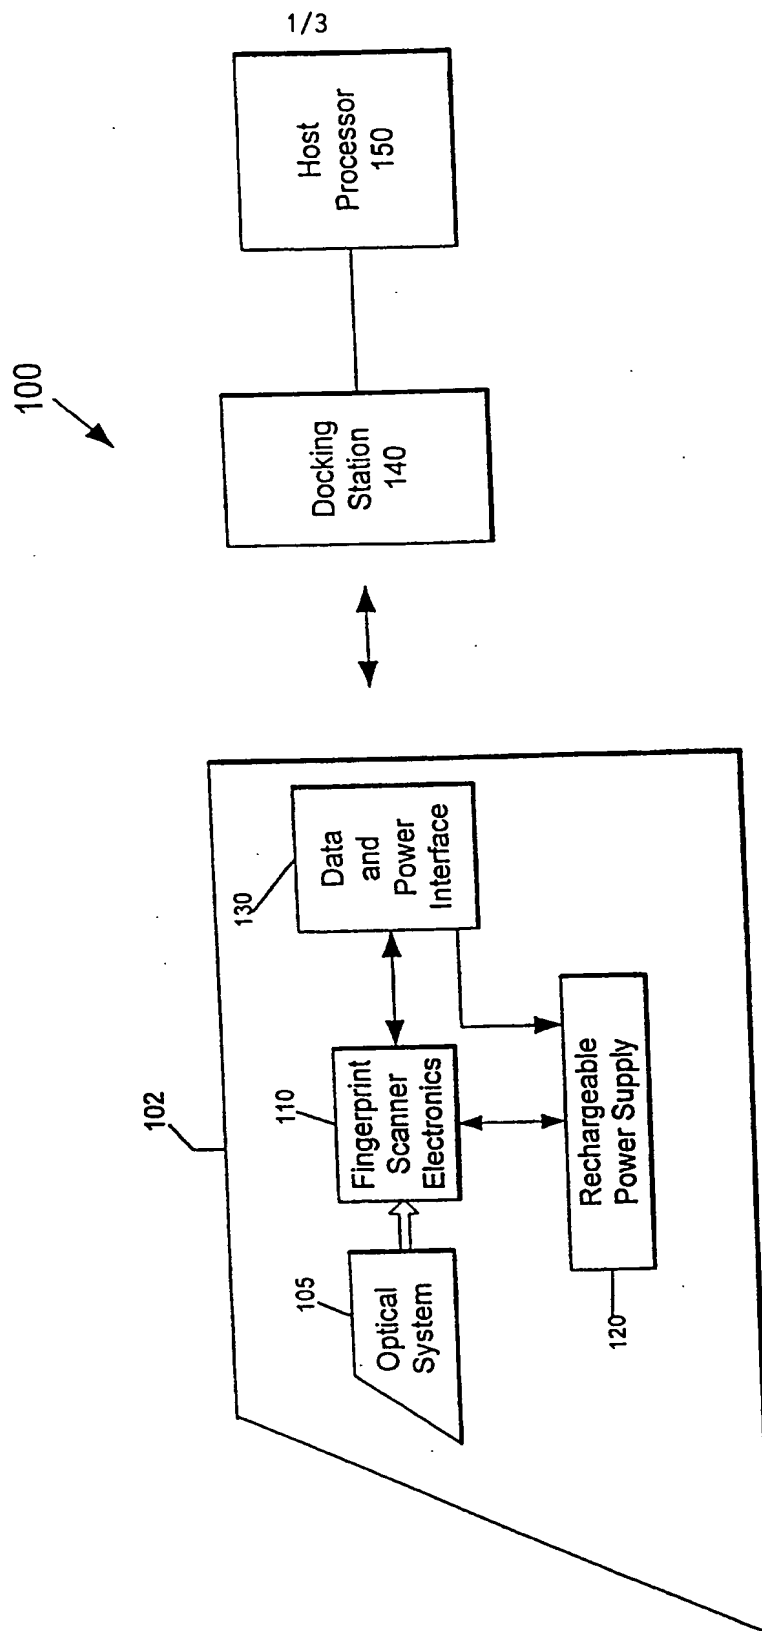 1/3
100
Host
Processor
150
Docking
Station
140
102
130
Data
and
Power
Interface
110
Fingerprint
Scanner
Electronics
105
Optical
System
Rechargeable
Power Supply
120